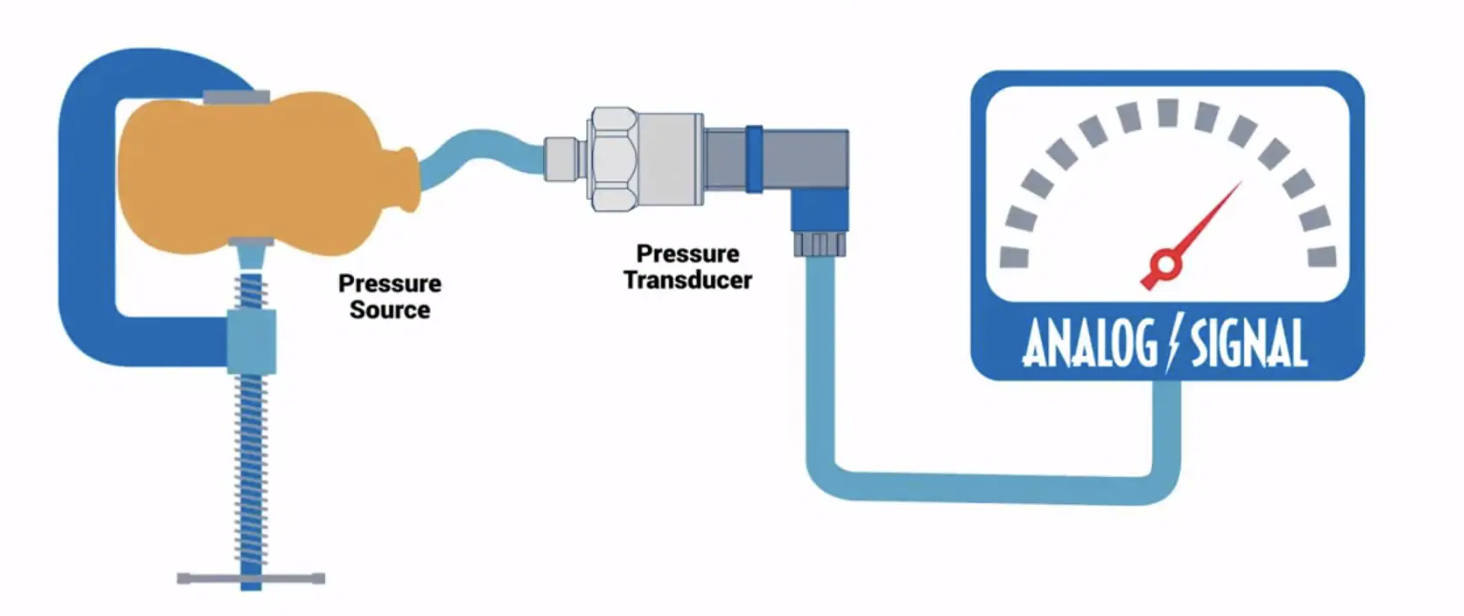 Pressure
Source
Pressure
Transducer
ANALOG SIGNAL